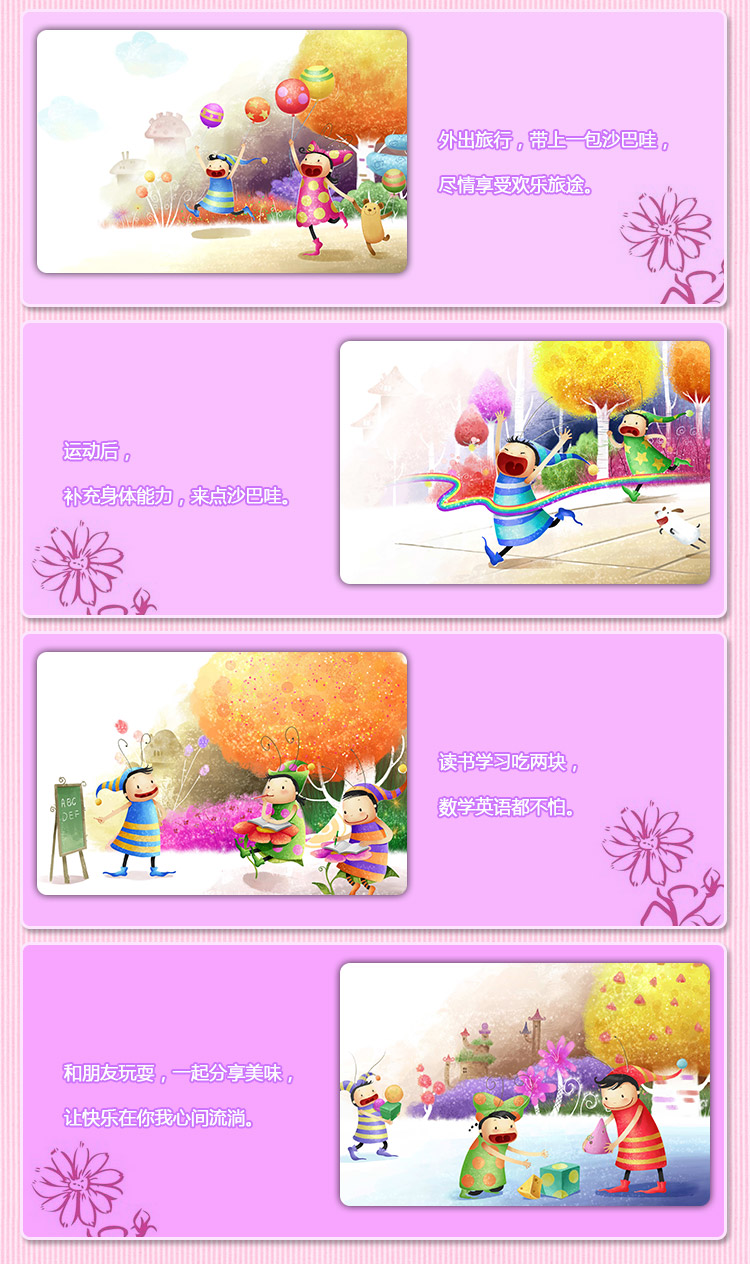 外出旅行，带上一包沙巴哇，
尽情享受欢乐旅途。
运动后，
补充身体能力，来点沙巴哇。
读书学习吃两块，
数学英语都不怕。
ABC
DEF
和朋友玩耍，一起分享美味，
让快乐在你我心间流淌。